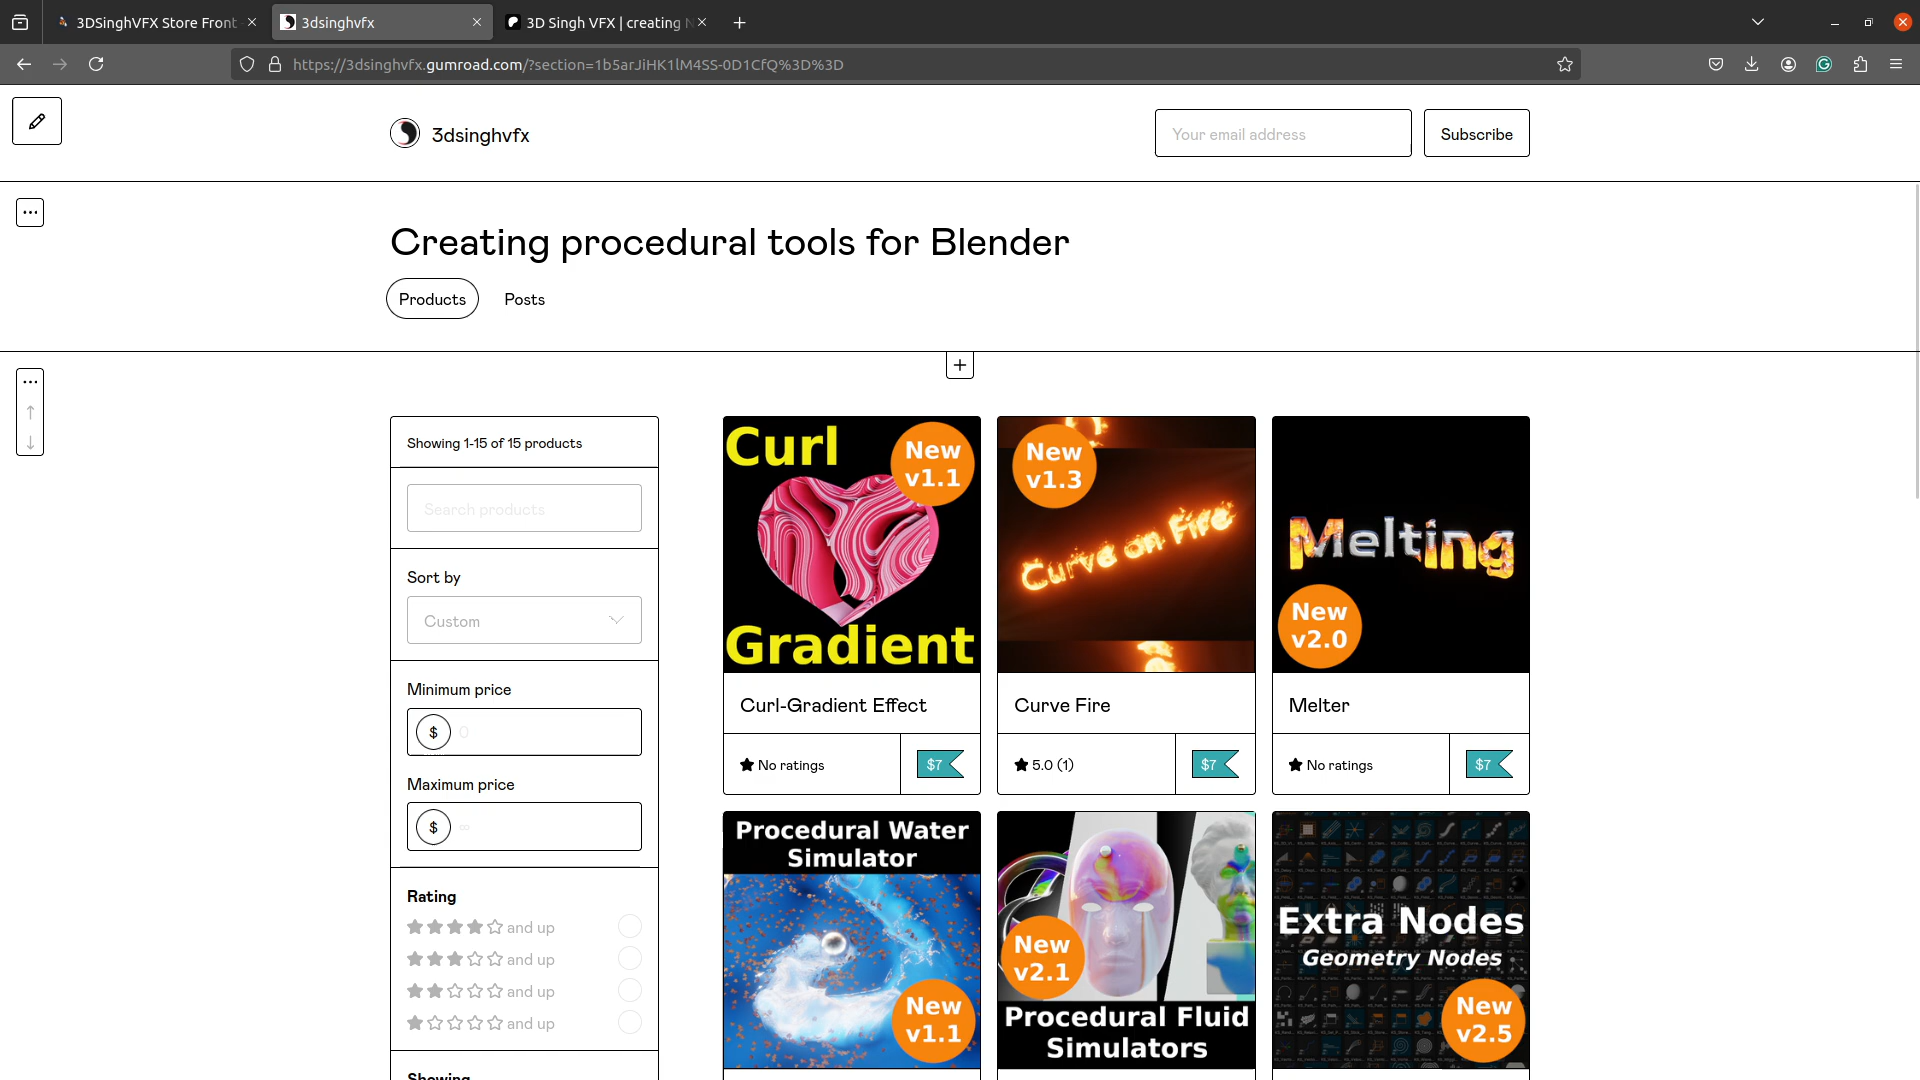 3DSinghVFX Store Front
3dsinghvfx
3D Singh VFX | creating
https://3dsinghvfx.gumroad.com/?section=1b5arJiHK1lM4SS-0D1CfQ%3D%3D
3dsinghvfx
Your email address
Subscribe
Creating procedural tools for Blender
Products
Posts
Showing 1-15 of 15 products
Search products
Sort by
Custom
Minimum price
$ 0
Maximum price
$ ∞
Rating
and up
and up
and up
and up
Showing
Curl
New
v1.1
Gradient
Curl-Gradient Effect
No ratings
$7
New
v1.3
Curve on Fire
Curve Fire
5.0 (1)
$7
Melting
New
v2.0
Melter
No ratings
$7
Procedural Water
Simulator
New
v1.1
New
v2.1
Procedural Fluid
Simulators
Extra Nodes
Geometry Nodes
New
v2.5